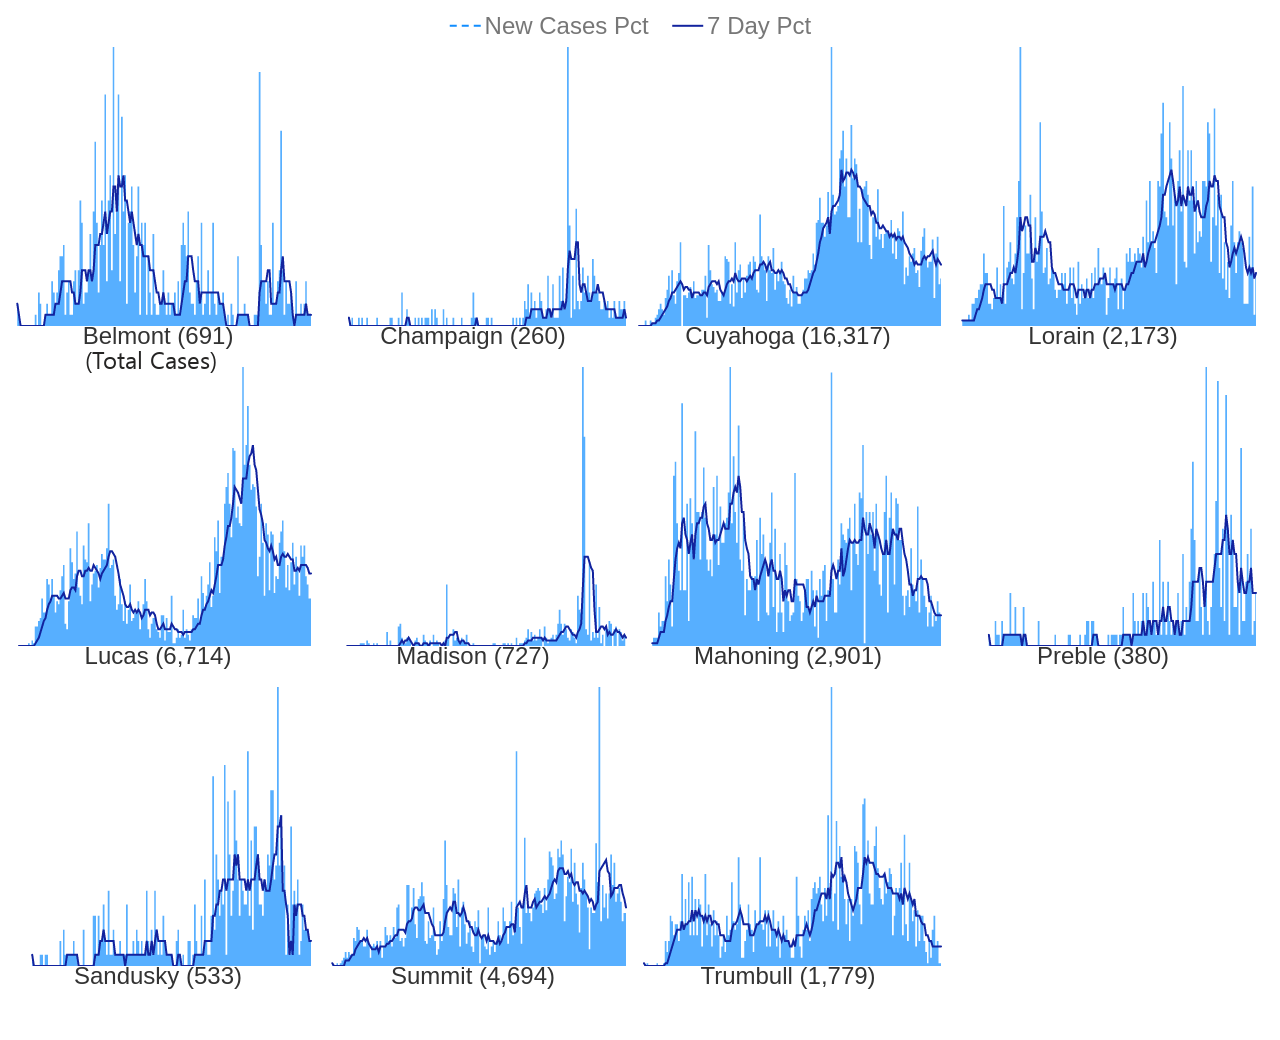 New Cases Pct 7 Day Pct
Belmont (691) Champaign (260) Cuyahoga (16,317) Lorain (2,173)
(Total Cases)
Lucas (6,714) Madison (727) Mahoning (2,901) Preble (380)
Sandusky (533) Summit (4,694) Trumbull (1,779)